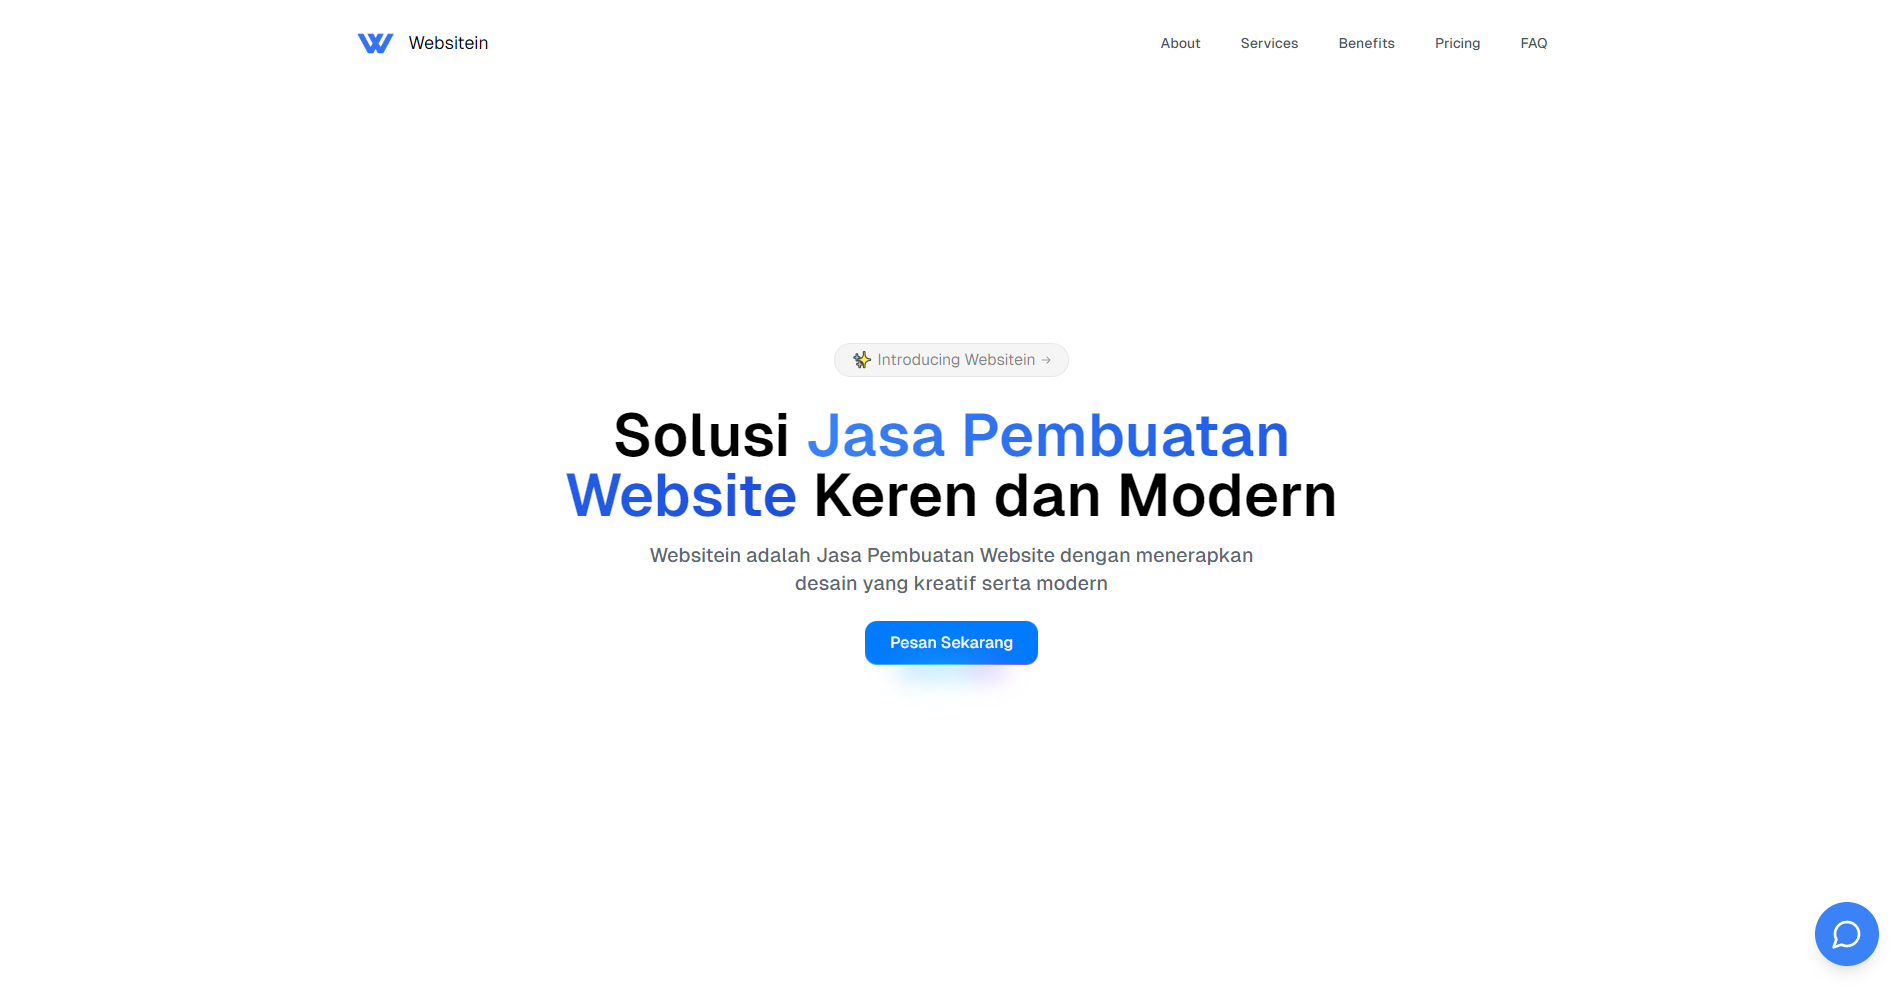 Websitein
About
Services
Benefits
Pricing
FAQ
✨ Introducing Websitein →
Solusi Jasa Pembuatan
Website Keren dan Modern
Websitein adalah Jasa Pembuatan Website dengan menerapkan
desain yang kreatif serta modern
Pesan Sekarang